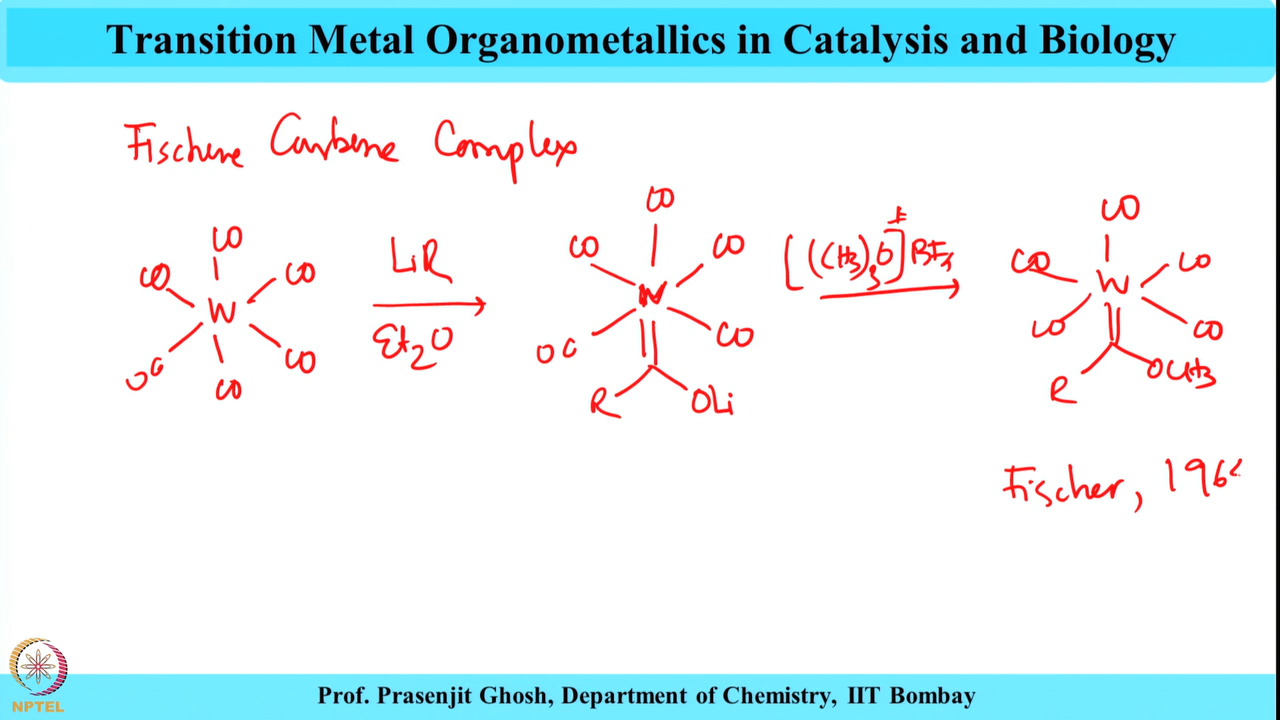 Transition Metal Organometallics in Catalysis and Biology
Fischene Carbene Complex
CO CO CO W OC CO CO
LiR
Et2O
CO CO CO W OC CO R OLi
[(CH3)3O]+ BF4
CO CO CO W CO CO R OCH3
Fischer, 196
Prof. Prasenjit Ghosh, Department of Chemistry, IIT Bombay
NPTEL